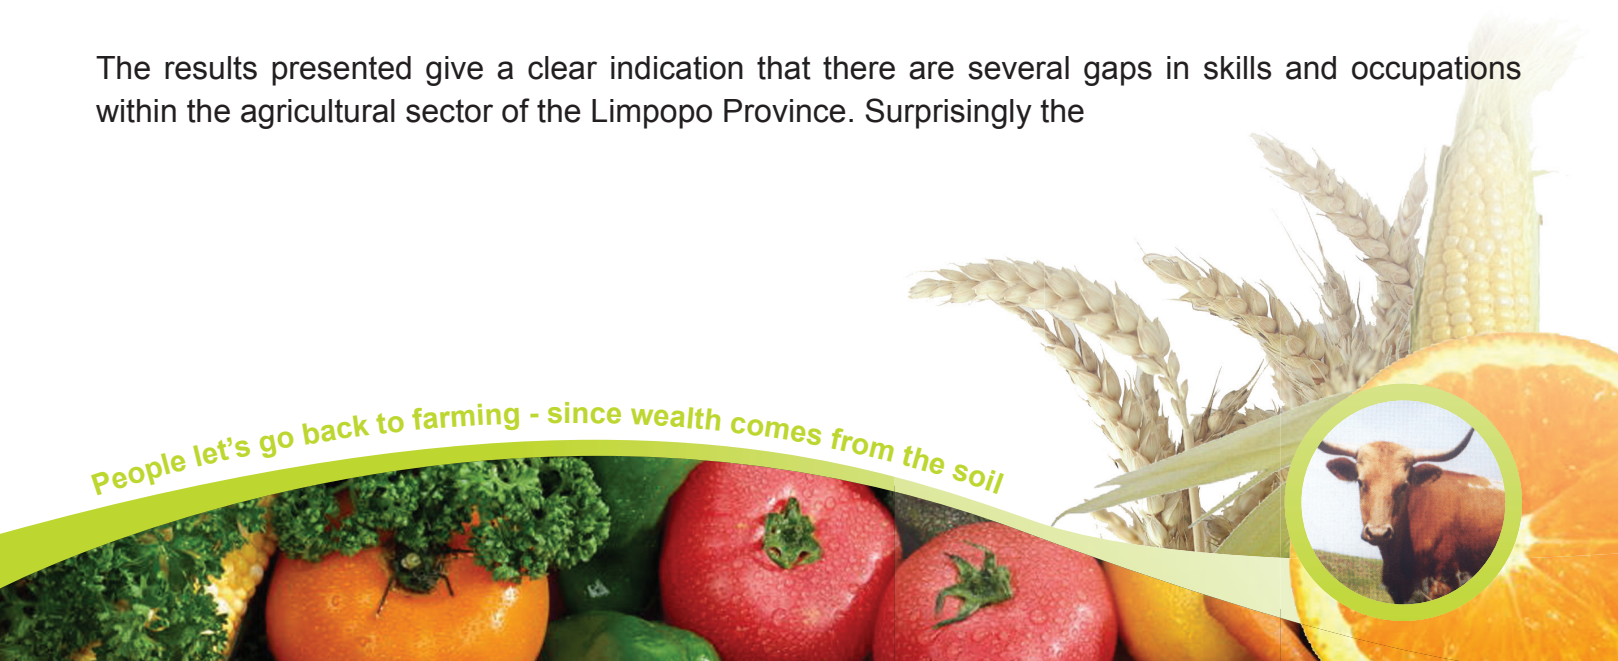 The results presented give a clear indication that there are several gaps in skills and occupations
within the agricultural sector of the Limpopo Province. Surprisingly the
People let’s go back to farming - since wealth comes from the soil